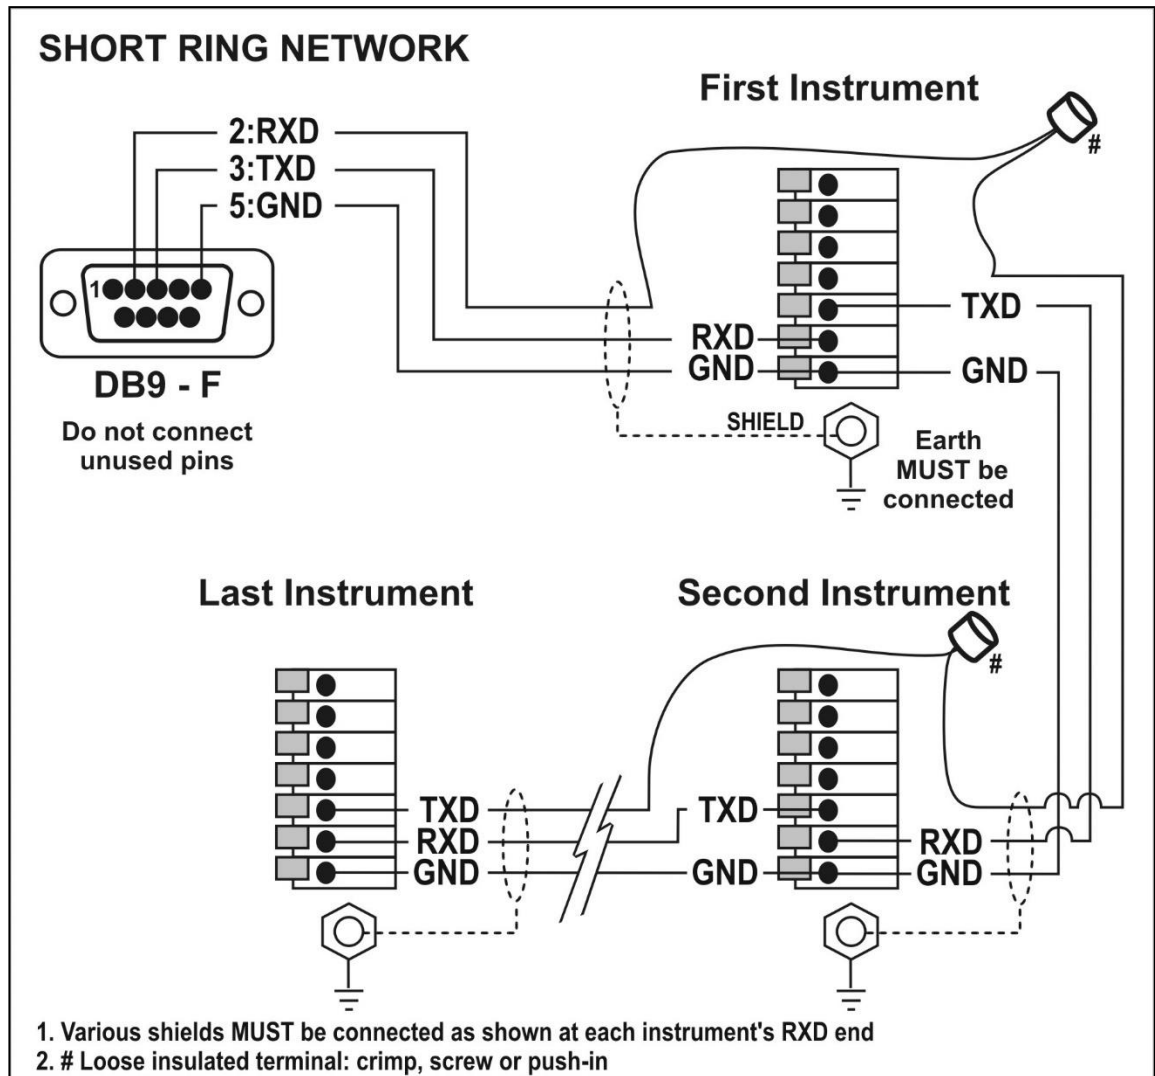 SHORT RING NETWORK
First Instrument
2:RXD
3:TXD
5:GND
#
1
TXD
RXD
GND
GND
DB9 - F
Do not connect
unused pins
SHIELD
Earth
MUST be
connected
Last Instrument
Second Instrument
#
TXD
RXD
GND
TXD
GND
RXD
GND
1. Various shields MUST be connected as shown at each instrument's RXD end
2. # Loose insulated terminal: crimp, screw or push-in